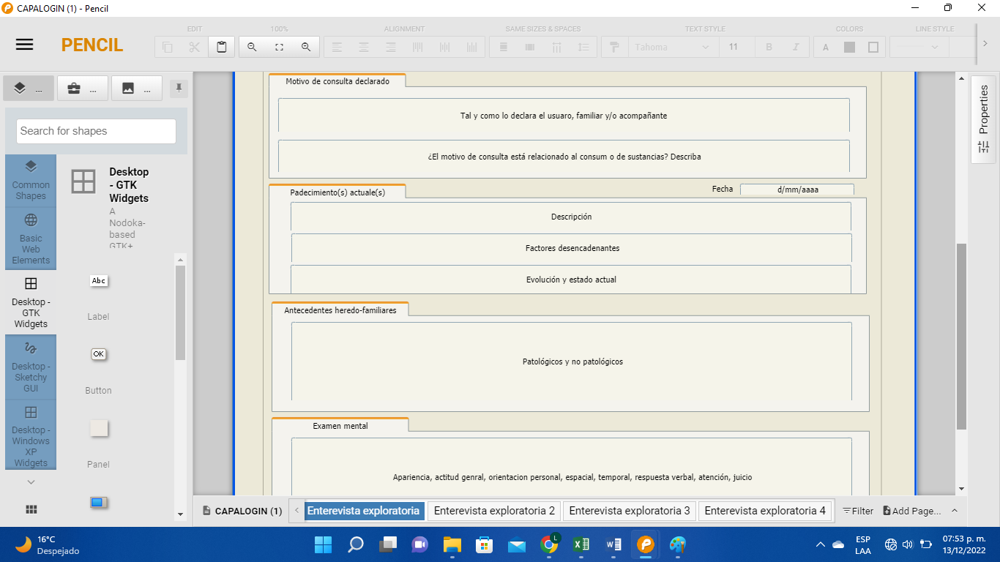 CAPALOGIN (1) - Pencil
PENCIL
EDIT
100%
ALIGNMENT
SAME SIZES & SPACES
TEXT STYLE
COLORS
LINE STYLE
Tahoma
11
B
I
A
...
...
...
Search for shapes
Common
Shapes
Basic
Web
Elements
Desktop -
GTK
Widgets
Desktop -
Sketchy
GUI
Desktop -
Windows
XP
Widgets
Desktop
- GTK
Widgets
A
Nodoka-
based
GTK+
Abc
Label
OK
Button
Panel
Motivo de consulta declarado
Tal y como lo declara el usuaro, familiar y/o acompañante
¿El motivo de consulta está relacionado al consum o de sustancias? Describa
Padecimiento(s) actuale(s)
Fecha
d/mm/aaaa
Descripción
Factores desencadenantes
Evolución y estado actual
Antecedentes heredo-familiares
Patológicos y no patológicos
Examen mental
Apariencia, actitud genral, orientacion personal, espacial, temporal, respuesta verbal, atención, juicio
Properties
CAPALOGIN (1)
Enterevista exploratoria
Enterevista exploratoria 2
Enterevista exploratoria 3
Enterevista exploratoria 4
Filter
Add Page...
16°C
Despejado
L
ESP
LAA
07:53 p. m.
13/12/2022